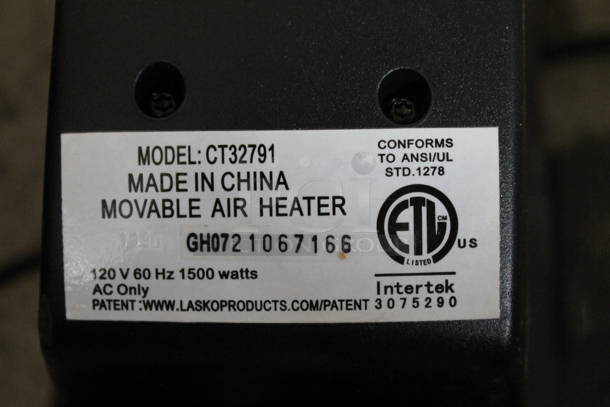 MODEL: CT32791
MADE IN CHINA
MOVABLE AIR HEATER
GH0721067166
120 V 60 Hz 1500 watts
AC Only
PATENT:WWW.LASKOPRODUCTS.COM/PATENT
CONFORMS
TO ANSI/UL
STD.1278
ETL CM
LISTED
US
Intertek
3075290